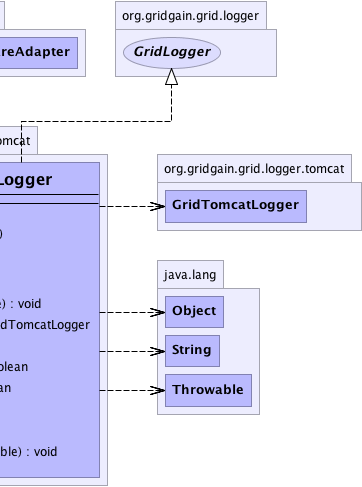 org.gridgain.grid.logger
reAdapter
GridLogger
omcat
Logger
org.gridgain.grid.logger.tomcat
GridTomcatLogger
)
java.lang
e) : void
Object
dTomcatLogger
String
olean
an
Throwable
ble) : void